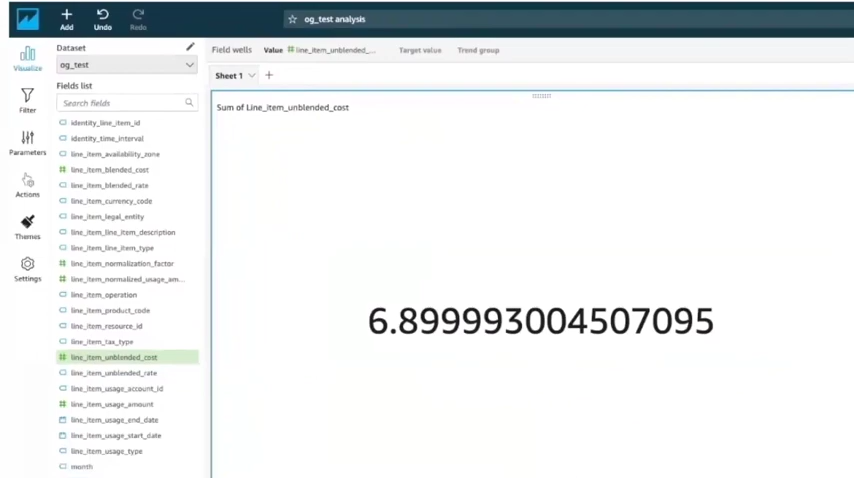 Add
Undo
Redo
og_test analysis
Visualize
Filter
Parameters
Actions
Themes
Settings
Dataset
og_test
Fields list
Search fields
identity_line_item_id
identity_time_interval
line_item_availability_zone
line_item_blended_cost
line_item_blended_rate
line_item_currency_code
line_item_legal_entity
line_item_line_item_description
line_item_line_item_type
line_item_normalization_factor
line_item_normalized_usage_am...
line_item_operation
line_item_product_code
line_item_resource_id
line_item_tax_type
line_item_unblended_cost
line_item_unblended_rate
line_item_usage_account_id
line_item_usage_amount
line_item_usage_end_date
line_item_usage_start_date
line_item_usage_type
month
Field wells Value line_item_unblended_... Target value Trend group
Sheet 1
Sum of Line_item_unblended_cost
6.899993004507095